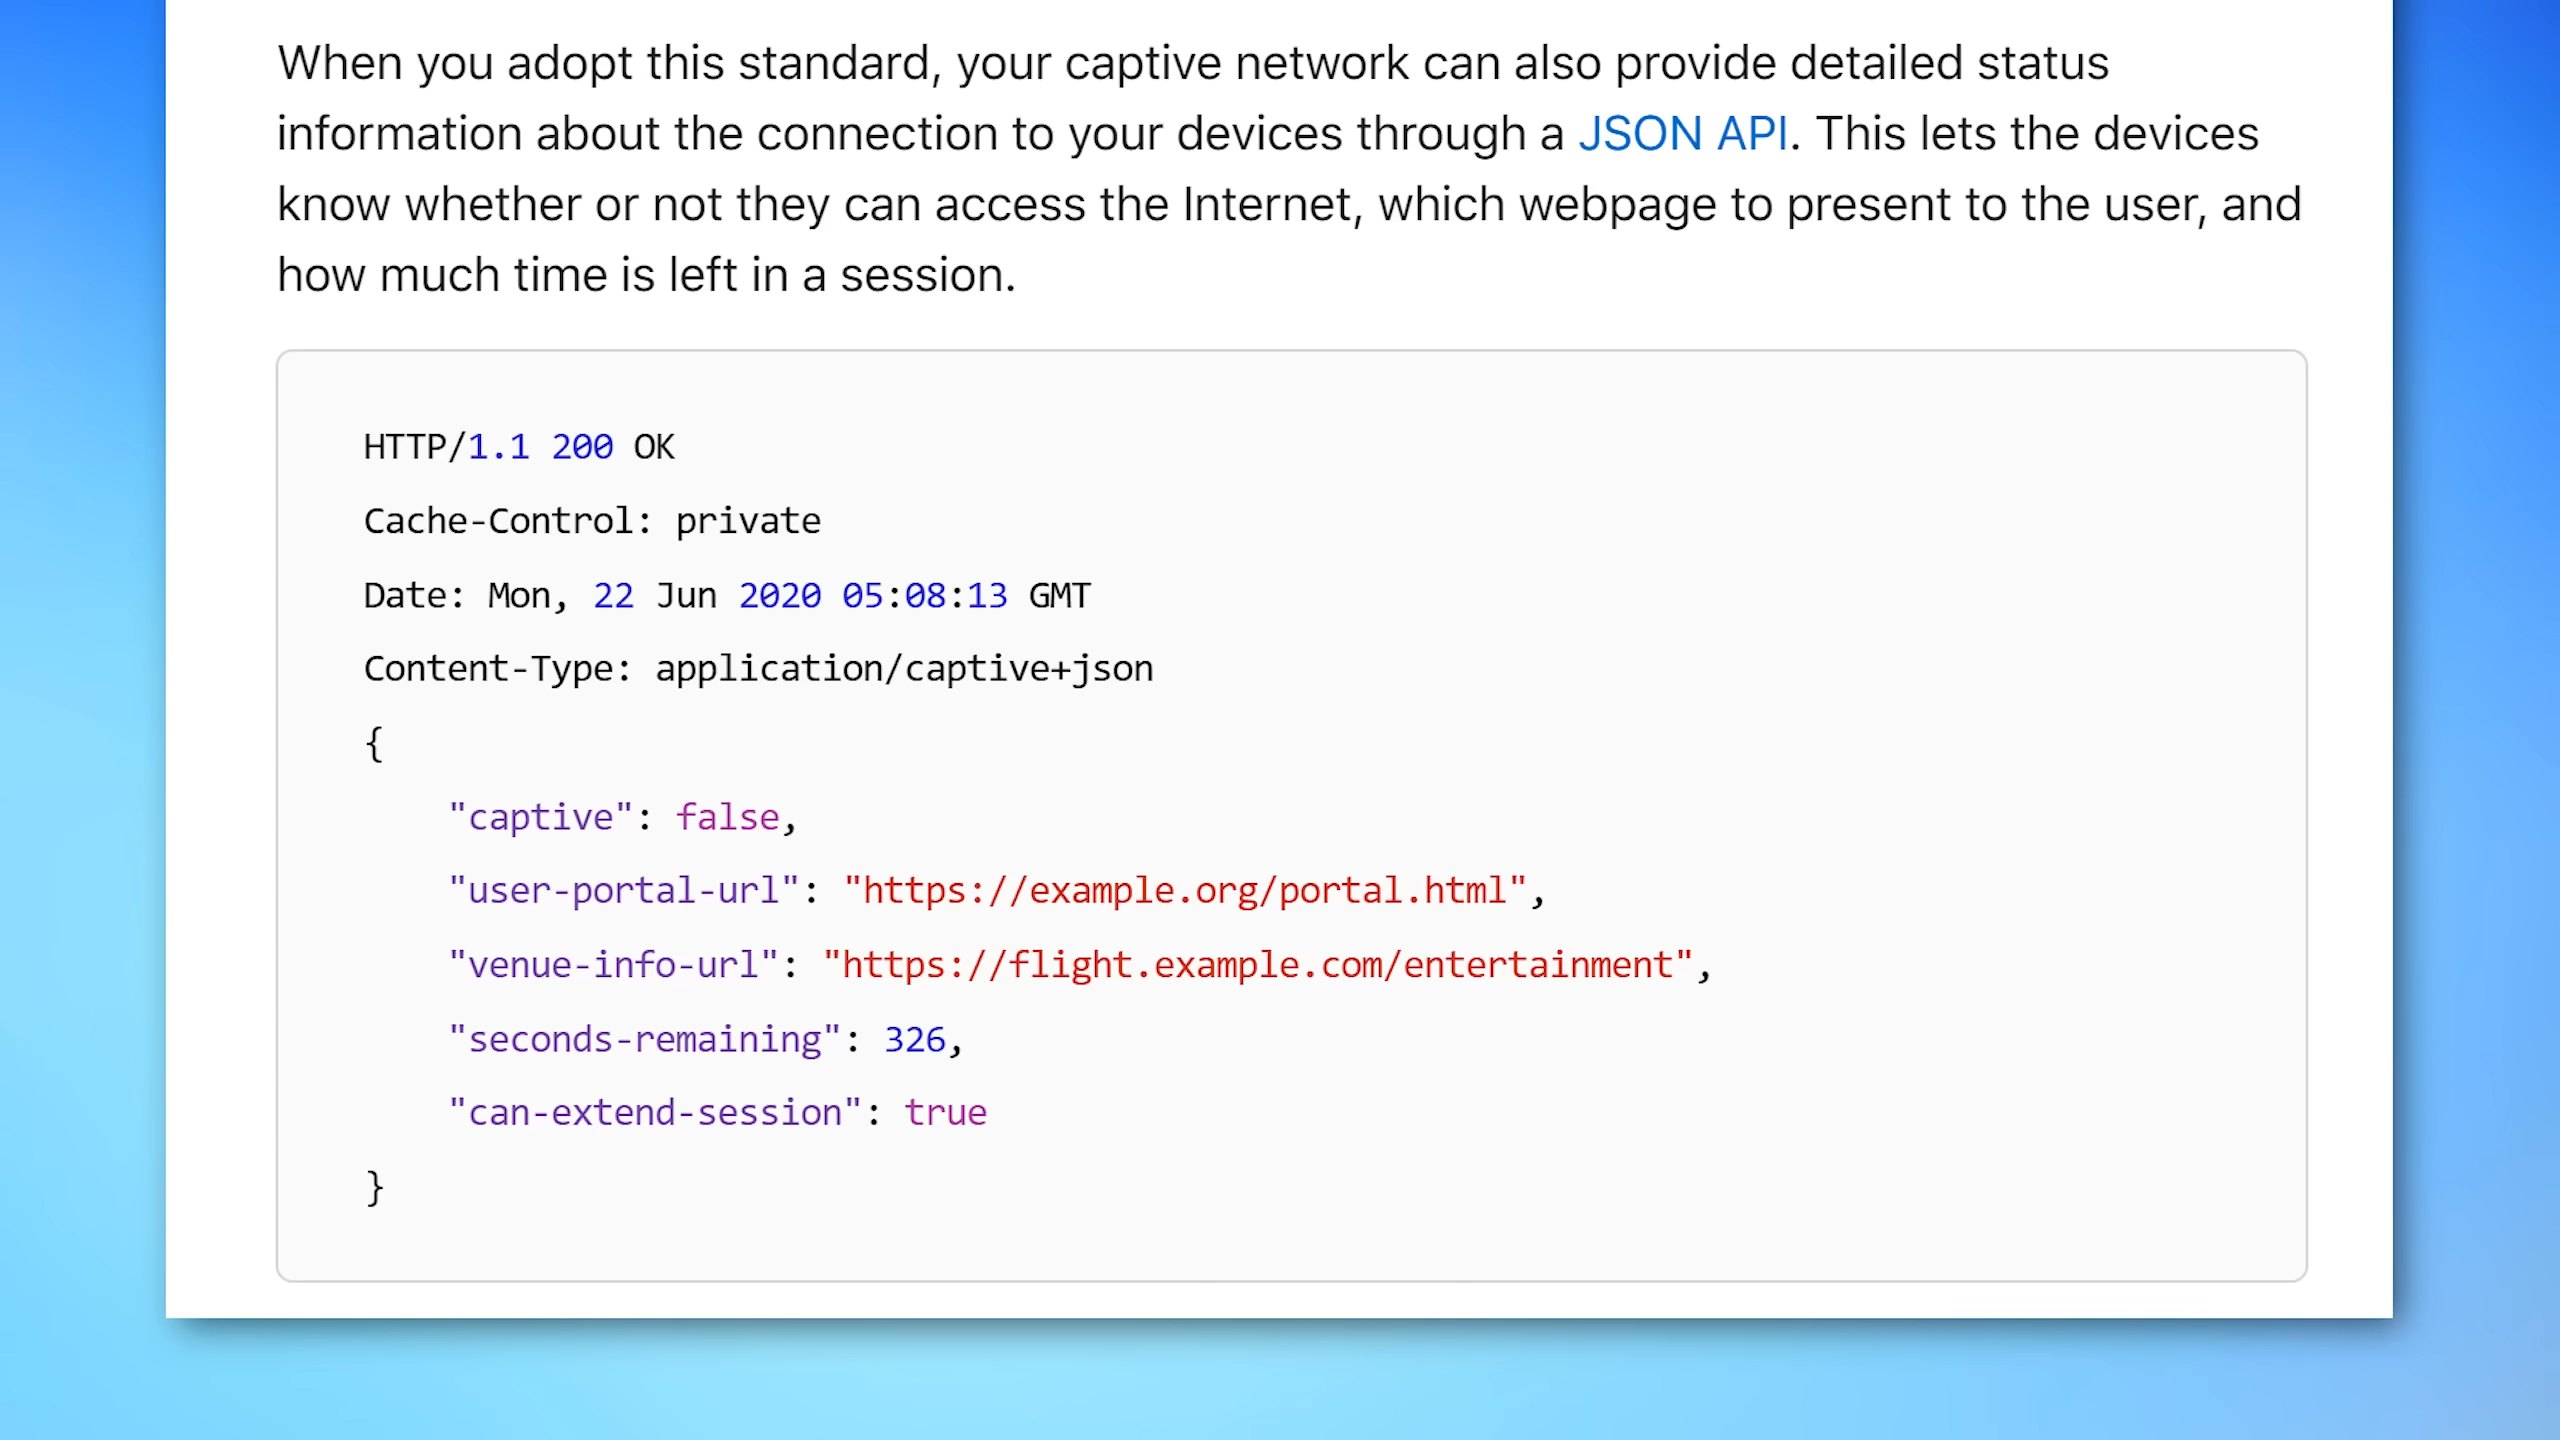 When you adopt this standard, your captive network can also provide detailed status
information about the connection to your devices through a JSON API. This lets the devices
know whether or not they can access the Internet, which webpage to present to the user, and
how much time is left in a session.
HTTP/1.1 200 OK
Cache-Control: private
Date: Mon, 22 Jun 2020 05:08:13 GMT
Content-Type: application/captive+json
{
"captive": false,
"user-portal-url": "https://example.org/portal.html",
"venue-info-url": "https://flight.example.com/entertainment",
"seconds-remaining": 326,
"can-extend-session": true
}